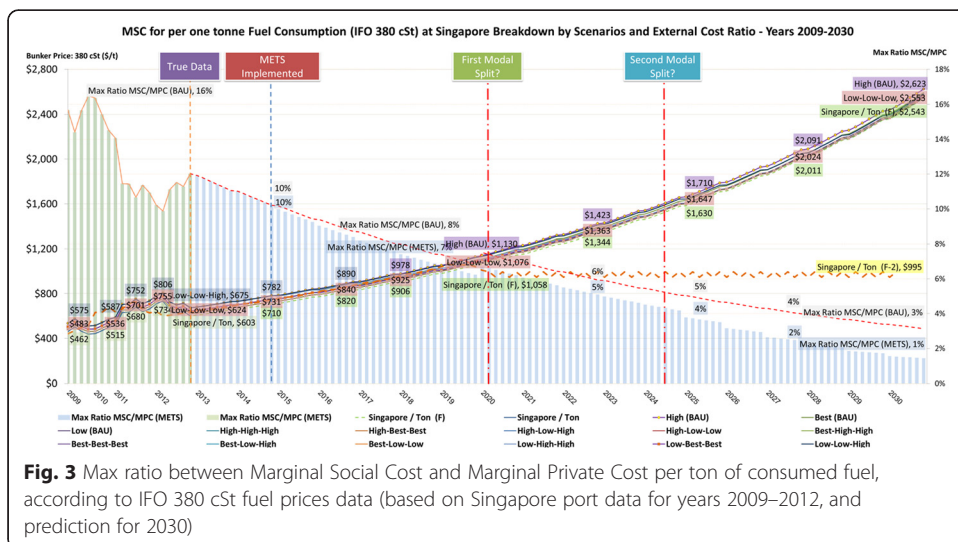 MSC for per one tonne Fuel Consumption (IFO 380 cSt) at Singapore Breakdown by Scenarios and External Cost Ratio - Years 2009-2030
Bunker Price: 380 cSt ($/t)
Max Ratio MSC/MPC
True Data
METS Implemented
First Modal Split?
Second Modal Split?
$2,800
$2,400
$2,000
$1,600
$1,200
$800
$400
$0
18%
16%
14%
12%
10%
8%
6%
4%
2%
0%
Max Ratio MSC/MPC (BAU), 16%
10%
10%
Max Ratio MSC/MPC (BAU), 8%
Max Ratio MSC/MPC (METS), 7%
High (BAU), $2,623
Low-Low-Low, $2,553
Singapore / Ton (F), $2,543
$2,091
$2,024
$2,011
$1,710
$1,647
$1,630
$1,423
$1,363
$1,344
High (BAU), $1,130
Low-Low-Low, $1,076
Singapore / Ton (F), $1,058
Singapore / Ton (F-2), $995
$978
$925
$906
$890
$840
$820
$782
$731
$710
Low-Low-High, $675
Low-Low-Low, $624
Singapore / Ton, $603
$806
$755
$734
$752
$701
$680
$587
$536
$515
$575
$483
$462
6%
5%
5%
4%
4%
2%
Max Ratio MSC/MPC (BAU), 3%
Max Ratio MSC/MPC (METS), 1%
2009
2010
2011
2012
2013
2014
2015
2016
2017
2018
2019
2020
2021
2022
2023
2024
2025
2026
2027
2028
2029
2030
Max Ratio MSC/MPC (METS)
Max Ratio MSC/MPC (METS)
Singapore / Ton (F)
Singapore / Ton
High (BAU)
Best (BAU)
Low (BAU)
High-High-High
High-Best-Best
High-Low-High
High-Low-Low
Best-High-High
Best-Best-Best
Best-Low-High
Best-Low-Low
Low-High-High
Low-Best-Best
Low-Low-High
Fig. 3 Max ratio between Marginal Social Cost and Marginal Private Cost per ton of consumed fuel,
according to IFO 380 cSt fuel prices data (based on Singapore port data for years 2009–2012, and
prediction for 2030)